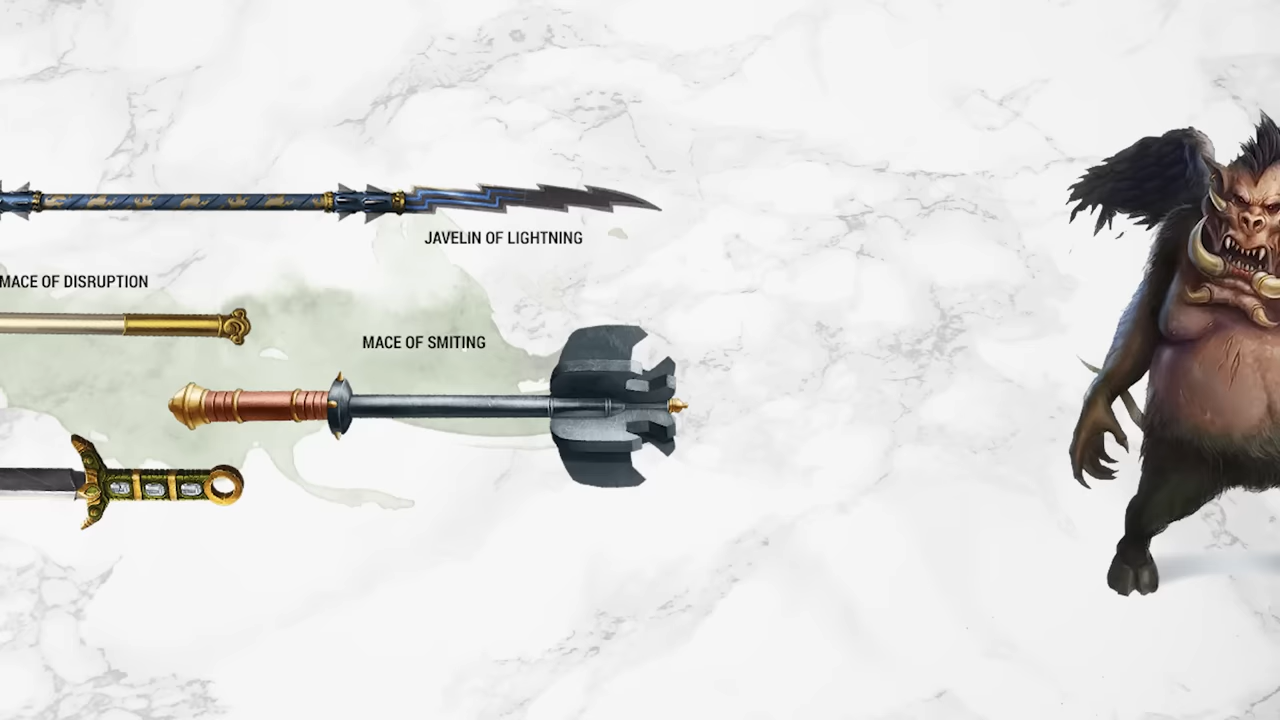 JAVELIN OF LIGHTNING
MACE OF DISRUPTION
MACE OF SMITING